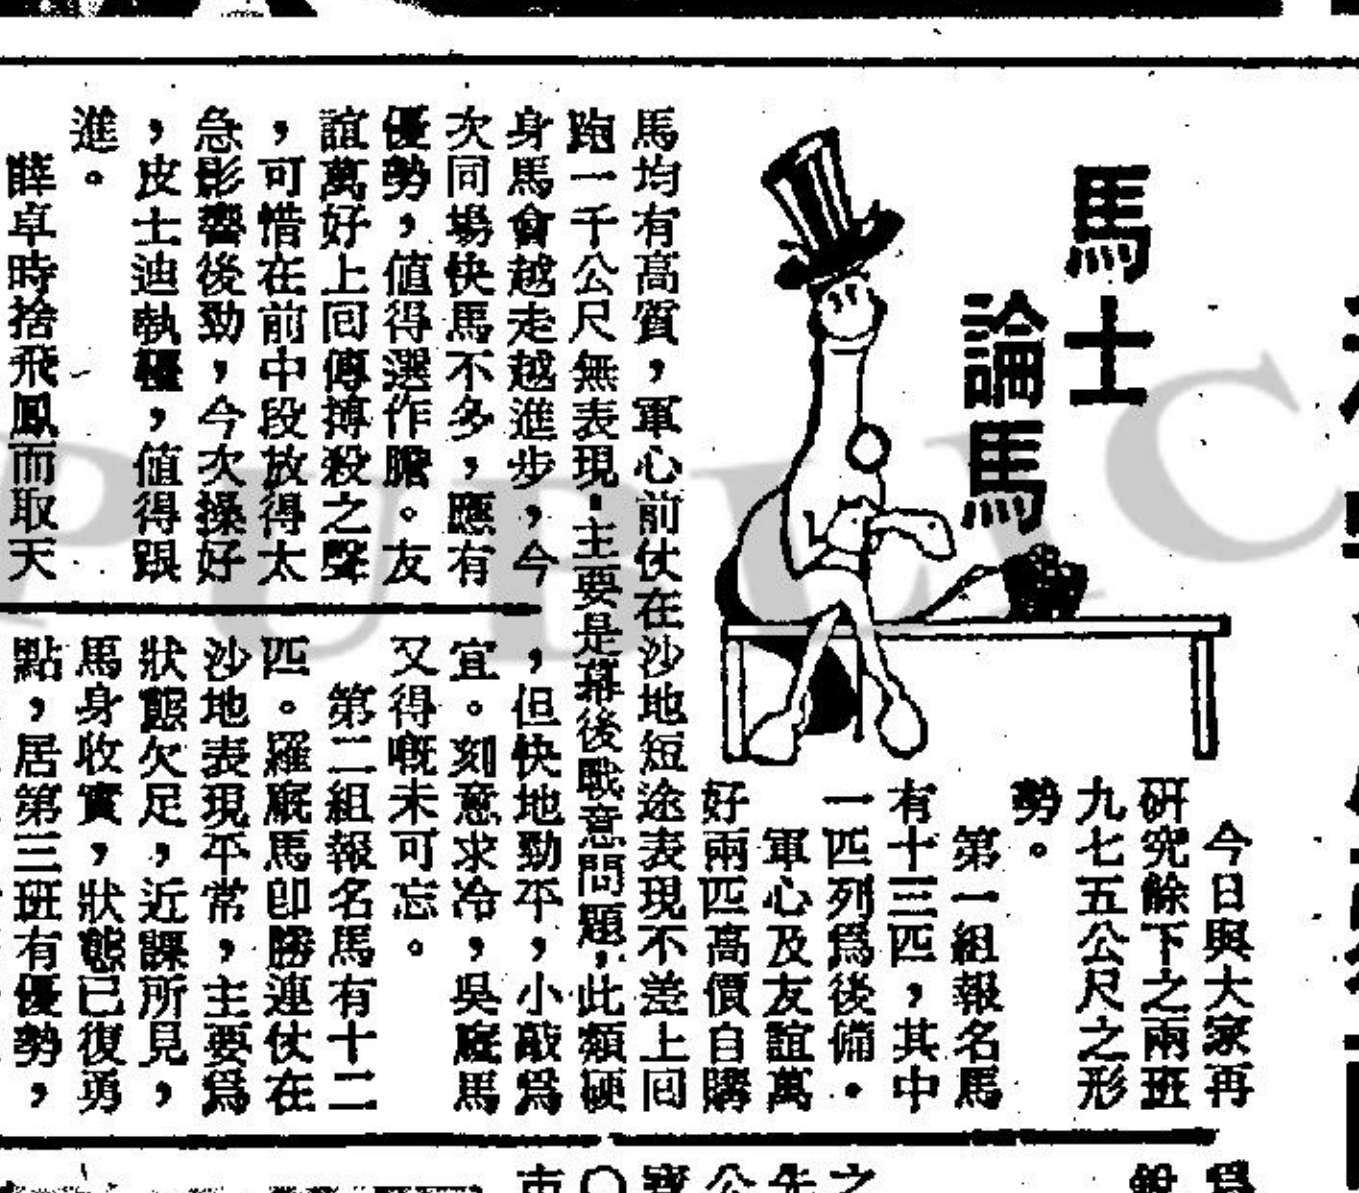 馬士
論馬
今日與大家再
研究餘下之兩班
九七五公尺之形
勢。
第一組報名馬
有十三匹，其中
一匹列爲後備。
軍心及友誼萬
好兩匹高價自購
馬均有高質，軍心前仗在沙地短途表現不差上回
跑一千公尺無表現，主要是幕後戰意問題，此類硬
身馬會越走越進步，今
次同場快馬不多，應有
優勢，值得選作膽。友
誼萬好上回傳搏殺之聲
，可惜在前中段放得太
急影響後勁，今次操好
，皮士迪執韁，值得跟
進。
薛卓時捨飛鳳而取天
，但快地勁平，小敲爲
宜。刻意求冷，吳廐馬
又得嘅未可忘。
第二組報名馬有十二
匹。羅廐馬卽勝連仗在
沙地表現平常，主要爲
狀態欠足，近課所見，
馬身收實，狀態已復勇
點，居第三班有優勢，
PUBLIC